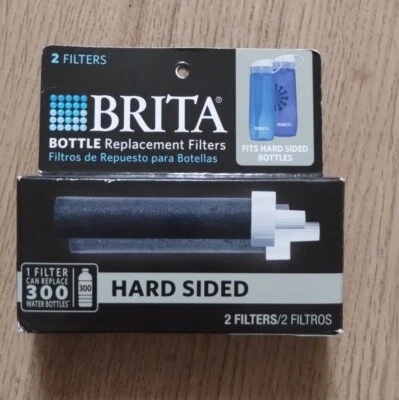 2 FILTERS
BRITA®
BOTTLE Replacement Filters
Filtros de Repuesto para Botellas
FITS HARD SIDED
BOTTLES
1 FILTER
CAN REPLACE
300
WATER BOTTLES*
300
HARD SIDED
2 FILTERS/2 FILTROS